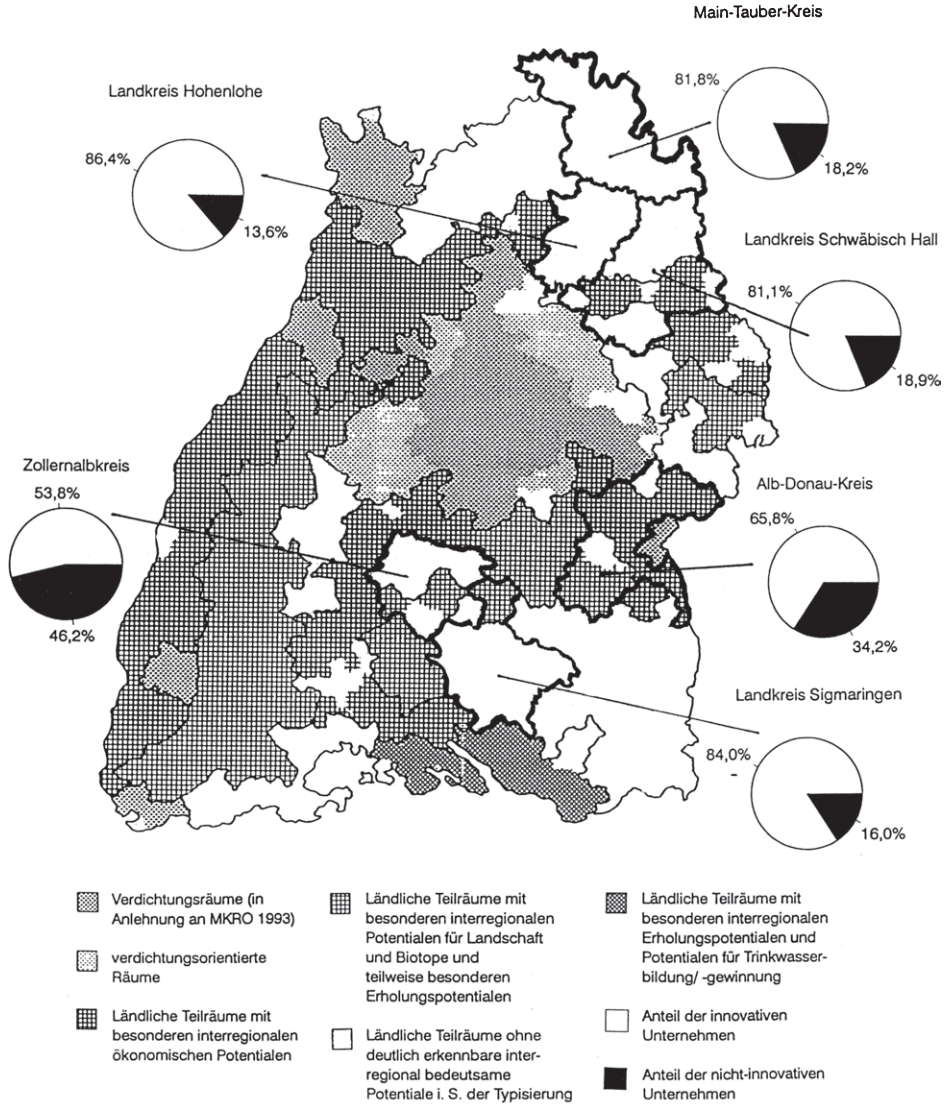 Main-Tauber-Kreis
81,8%
18,2%
Landkreis Hohenlohe
86,4%
13,6%
Landkreis Schwäbisch Hall
81,1%
18,9%
Zollernalbkreis
53,8%
46,2%
Alb-Donau-Kreis
65,8%
34,2%
Landkreis Sigmaringen
84,0%
16,0%
Verdichtungsräume (in
Anlehnung an MKRO 1993)
verdichtungsorientierte
Räume
Ländliche Teilräume mit
besonderen interregionalen
ökonomischen Potentialen
Ländliche Teilräume mit
besonderen interregionalen
Potentialen für Landschaft
und Biotope und
teilweise besonderen
Erholungspotentialen
Ländliche Teilräume ohne
deutlich erkennbare inter-
regional bedeutsame
Potentiale i. S. der Typisierung
Ländliche Teilräume mit
besonderen interregionalen
Erholungspotentialen und
Potentialen für Trinkwasser-
bildung/ -gewinnung
Anteil der innovativen
Unternehmen
Anteil der nicht-innovativen
Unternehmen